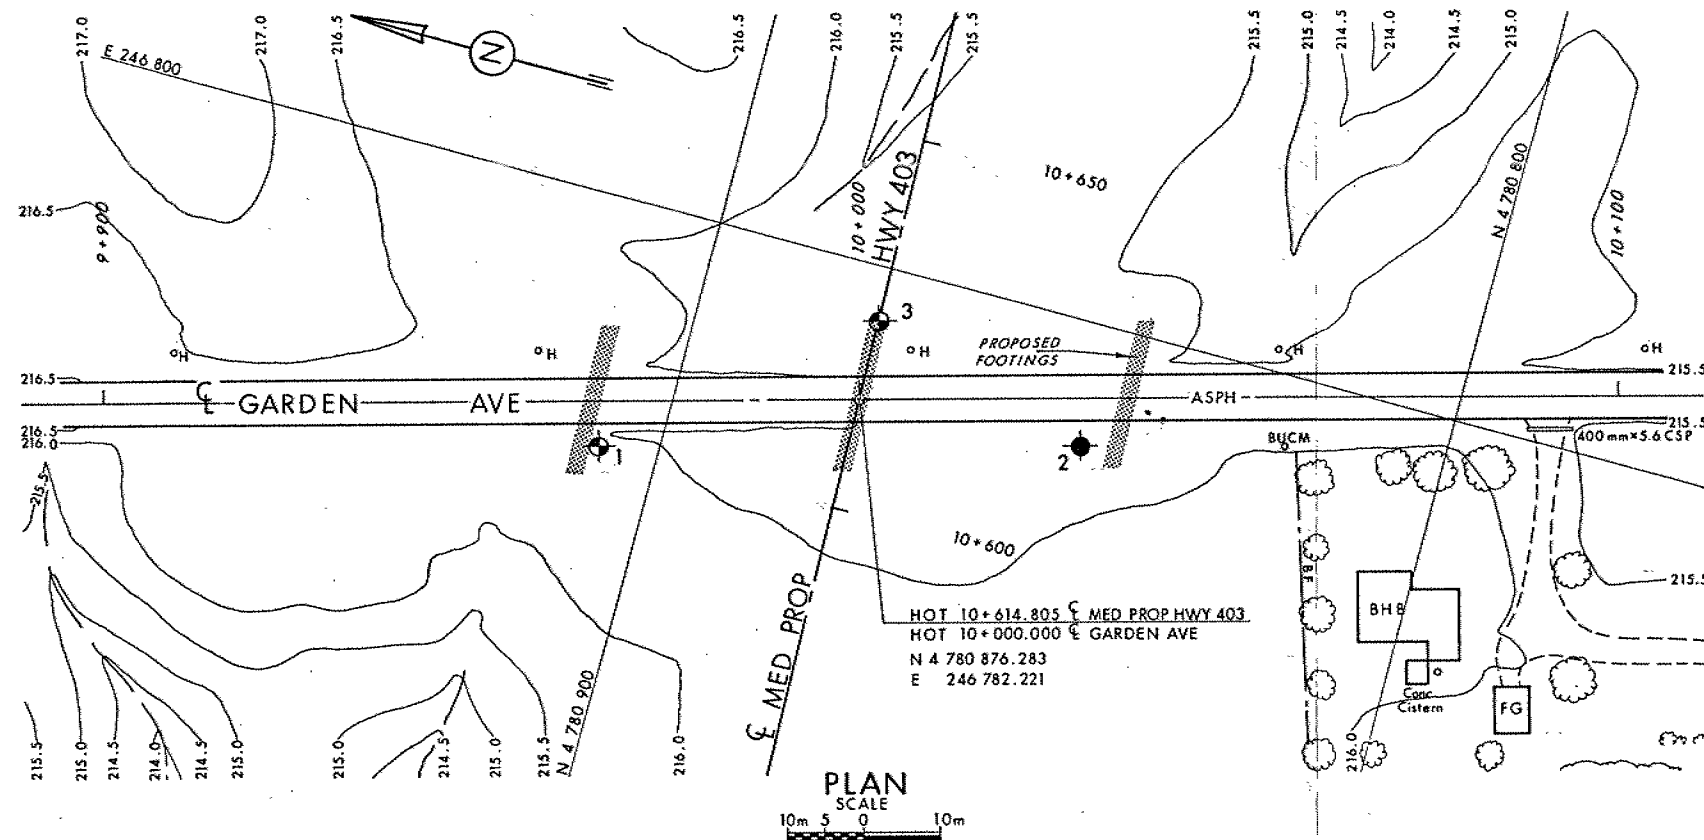 217.0
217.0
216.5
216.5
216.0
215.5
215.5
215.5
215.0
214.5
214.0
214.5
215.0
E 246 800
N
216.5
9+900
10+000
HWY 403
10+650
N 4 780 800
10+100
3
H
H
H
H
H
PROPOSED
FOOTINGS
216.5
215.5
℄ GARDEN AVE
ASPH
216.5
216.0
215.5
400mm×5.6 CSP
BUCM
1
2
215.5
10+600
BF
BHB
215.5
HOT 10+614.805 ℄ MED PROP HWY 403
HOT 10+000.000 ℄ GARDEN AVE
N 4 780 876.283
E 246 782.221
℄ MED PROP
N 4 780 900
Conc
Cistern
FG
215.5
215.0
214.5
214.0
214.5
215.0
215.0
214.5
215.0
215.5
216.0
216.0
PLAN
SCALE
10m 5 0 10m